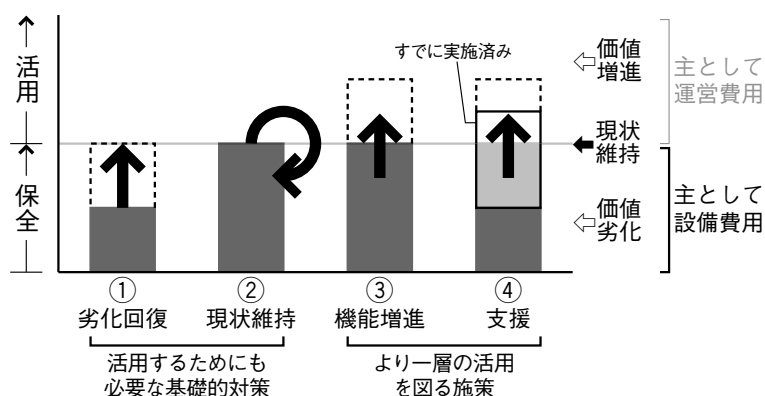 活用
保全
すでに実施済み
価値
増進
現状
維持
価値
劣化
主として
運営費用
主として
設備費用
①
劣化回復
②
現状維持
③
機能増進
④
支援
活用するためにも
必要な基礎的対策
より一層の活用
を図る施策